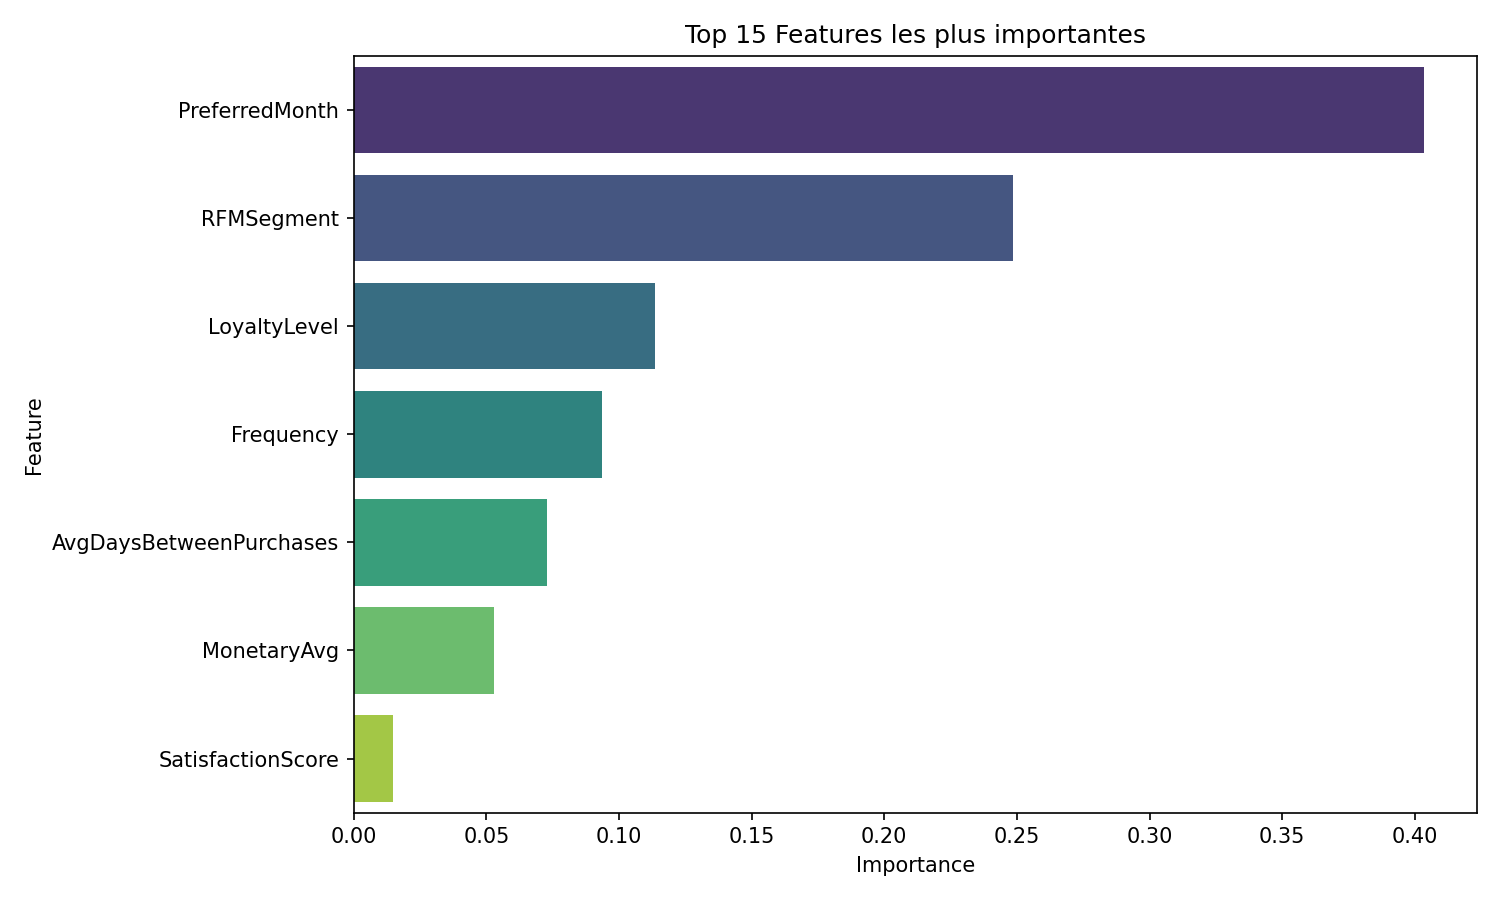 Top 15 Features les plus importantes
Feature
PreferredMonth
RFMSegment
LoyaltyLevel
Frequency
AvgDaysBetweenPurchases
MonetaryAvg
SatisfactionScore
0.00 0.05 0.10 0.15 0.20 0.25 0.30 0.35 0.40
Importance